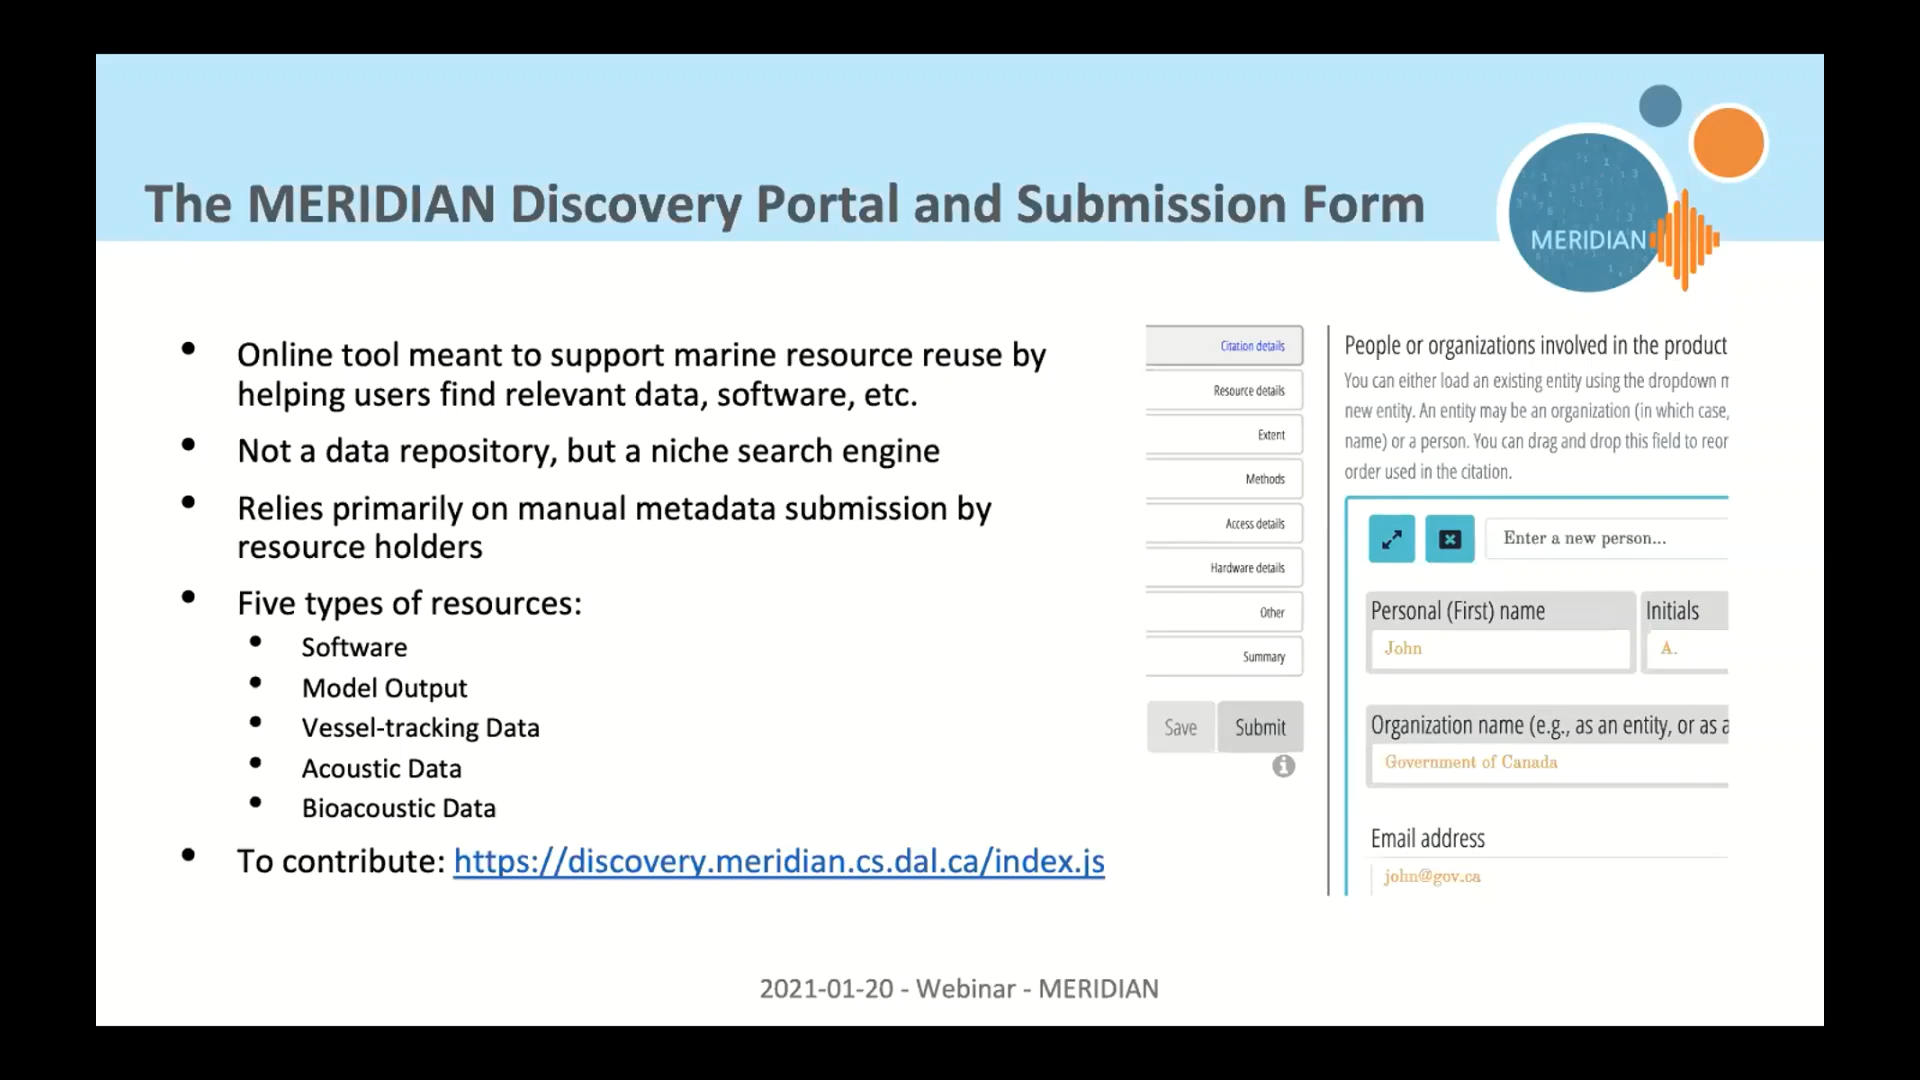 The MERIDIAN Discovery Portal and Submission Form
MERIDIAN
Online tool meant to support marine resource reuse by
helping users find relevant data, software, etc.
Not a data repository, but a niche search engine
Relies primarily on manual metadata submission by
resource holders
Five types of resources:
Software
Model Output
Vessel-tracking Data
Acoustic Data
Bioacoustic Data
To contribute: https://discovery.meridian.cs.dal.ca/index.js
Citation details
Resource details
Extent
Methods
Access details
Hardware details
Other
Summary
Save Submit
People or organizations involved in the product
You can either load an existing entity using the dropdown
new entity. An entity may be an organization (in which case,
name) or a person. You can drag and drop this field to
order used in the citation.
Enter a new person...
Personal (First) name Initials
John A.
Organization name (e.g., as an entity, or as a
Government of Canada
Email address
john@gov.ca
2021-01-20 - Webinar - MERIDIAN